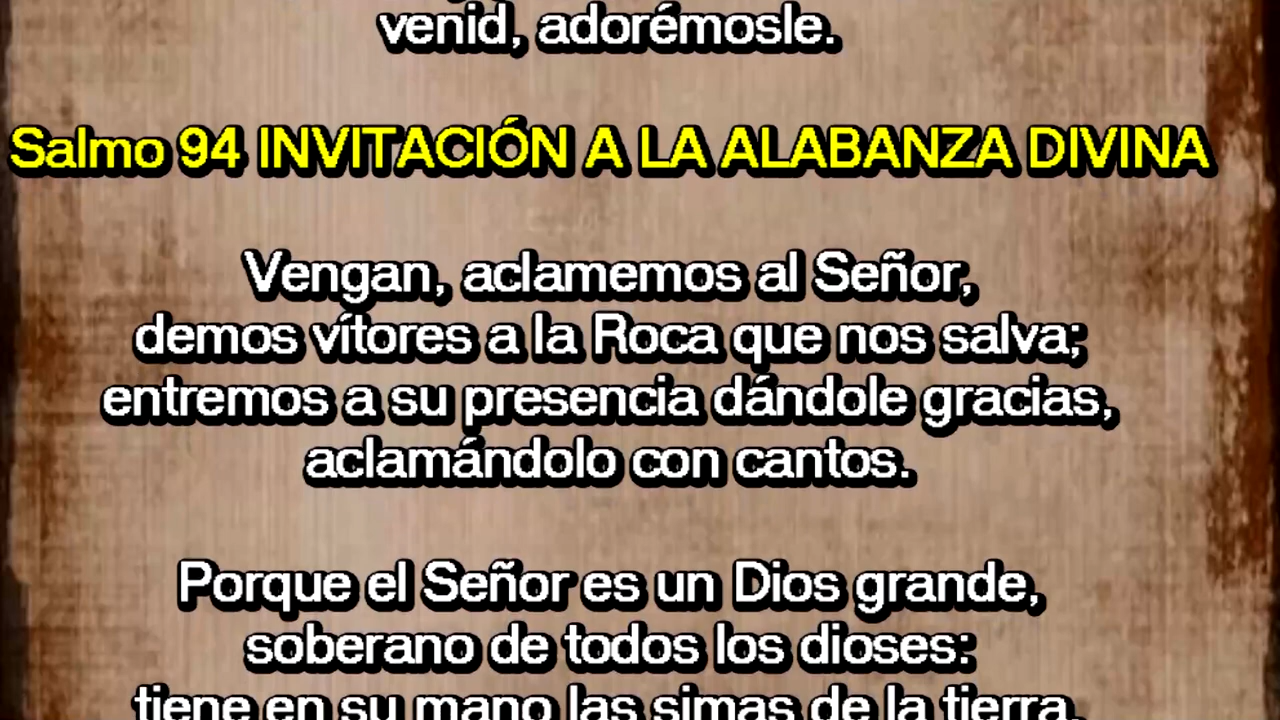 venid, adorémosle.
Salmo 94 INVITACIÓN A LA ALABANZA DIVINA
Vengan, aclamemos al Señor,
demos vítores a la Roca que nos salva;
entremos a su presencia dándole gracias,
aclamándolo con cantos.
Porque el Señor es un Dios grande,
soberano de todos los dioses:
tiene en su mano las simas de la tierra,